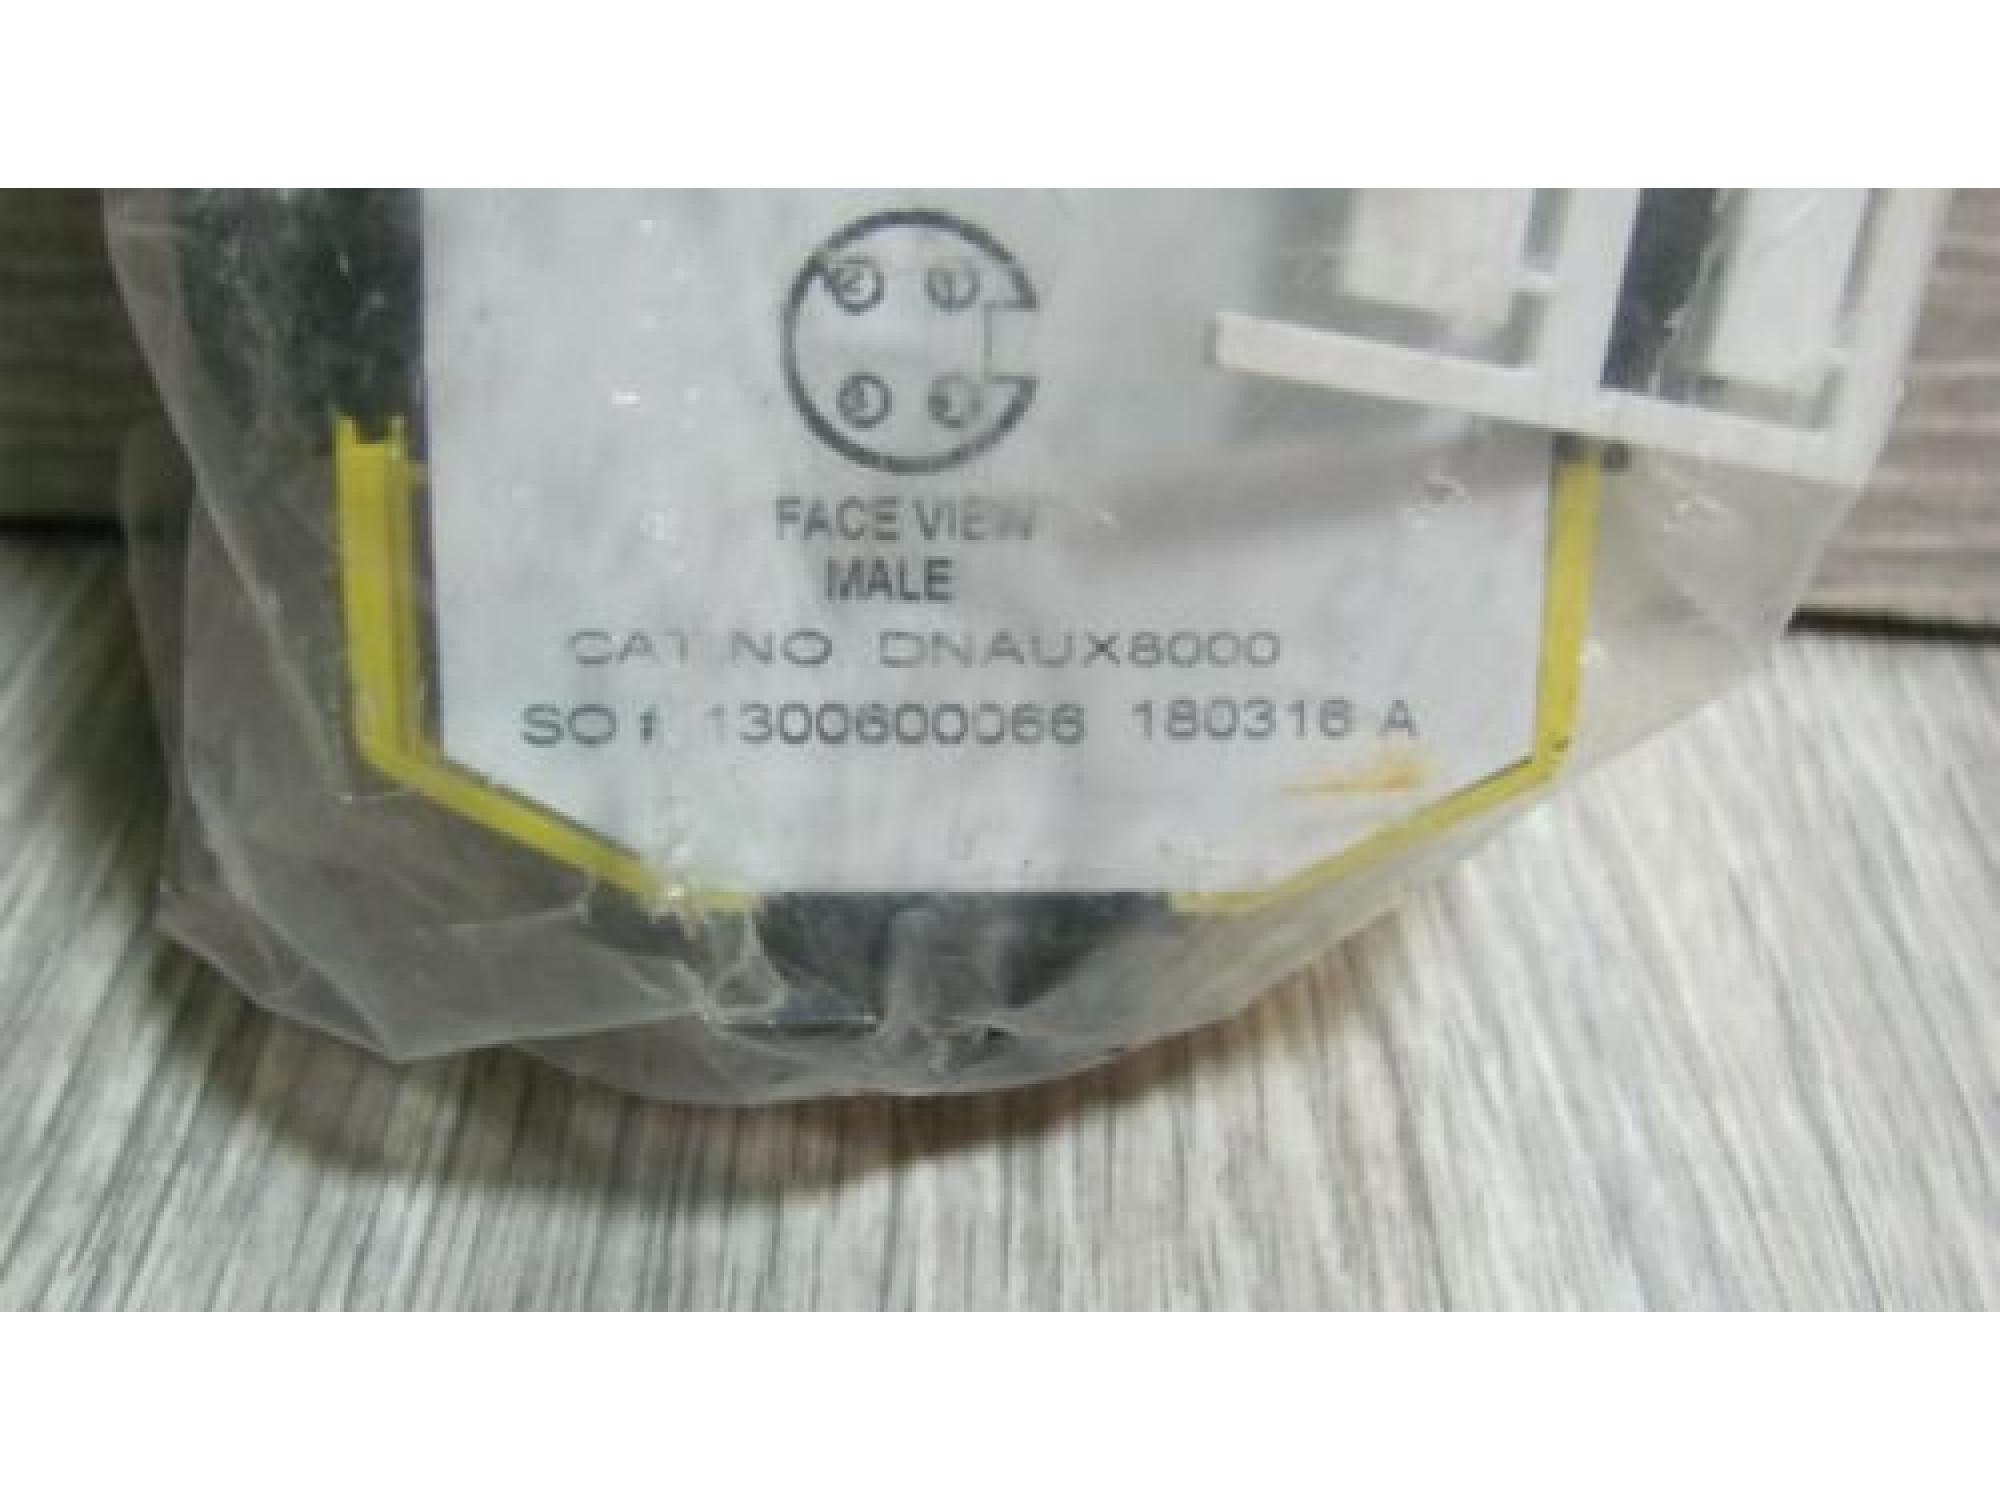 FACE VIEW
MALE
CAT NO DNAUX8000
SO # 1300600066 180316 A